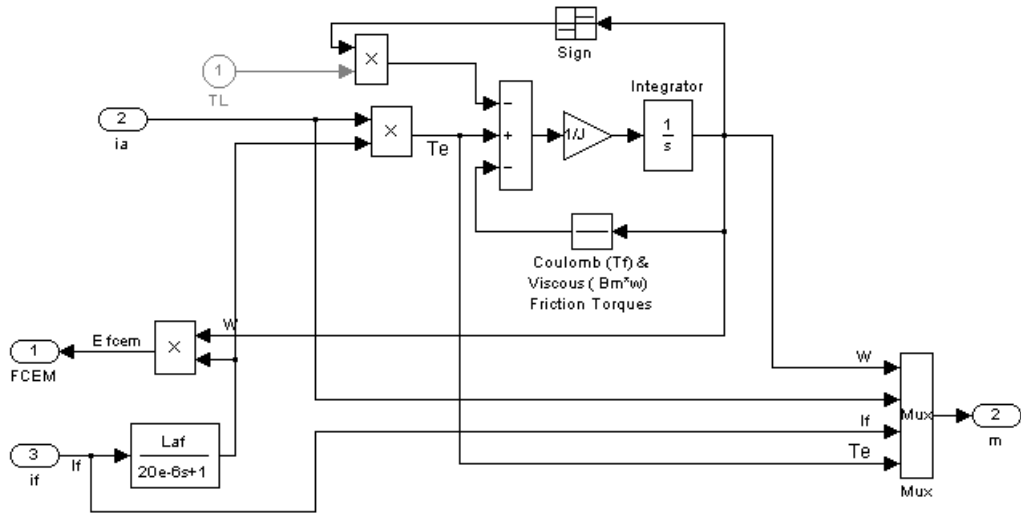 Sign
×
1
TL
2
ia
×
Te
−
+
−
1/J
Integrator
1
s
Coulomb (Tf) &
Viscous ( Bm*w)
Friction Torques
W
E fcem
×
1
FCEM
W
Mux
If
Te
Mux
2
m
3
if
If
Laf
20e-6s+1